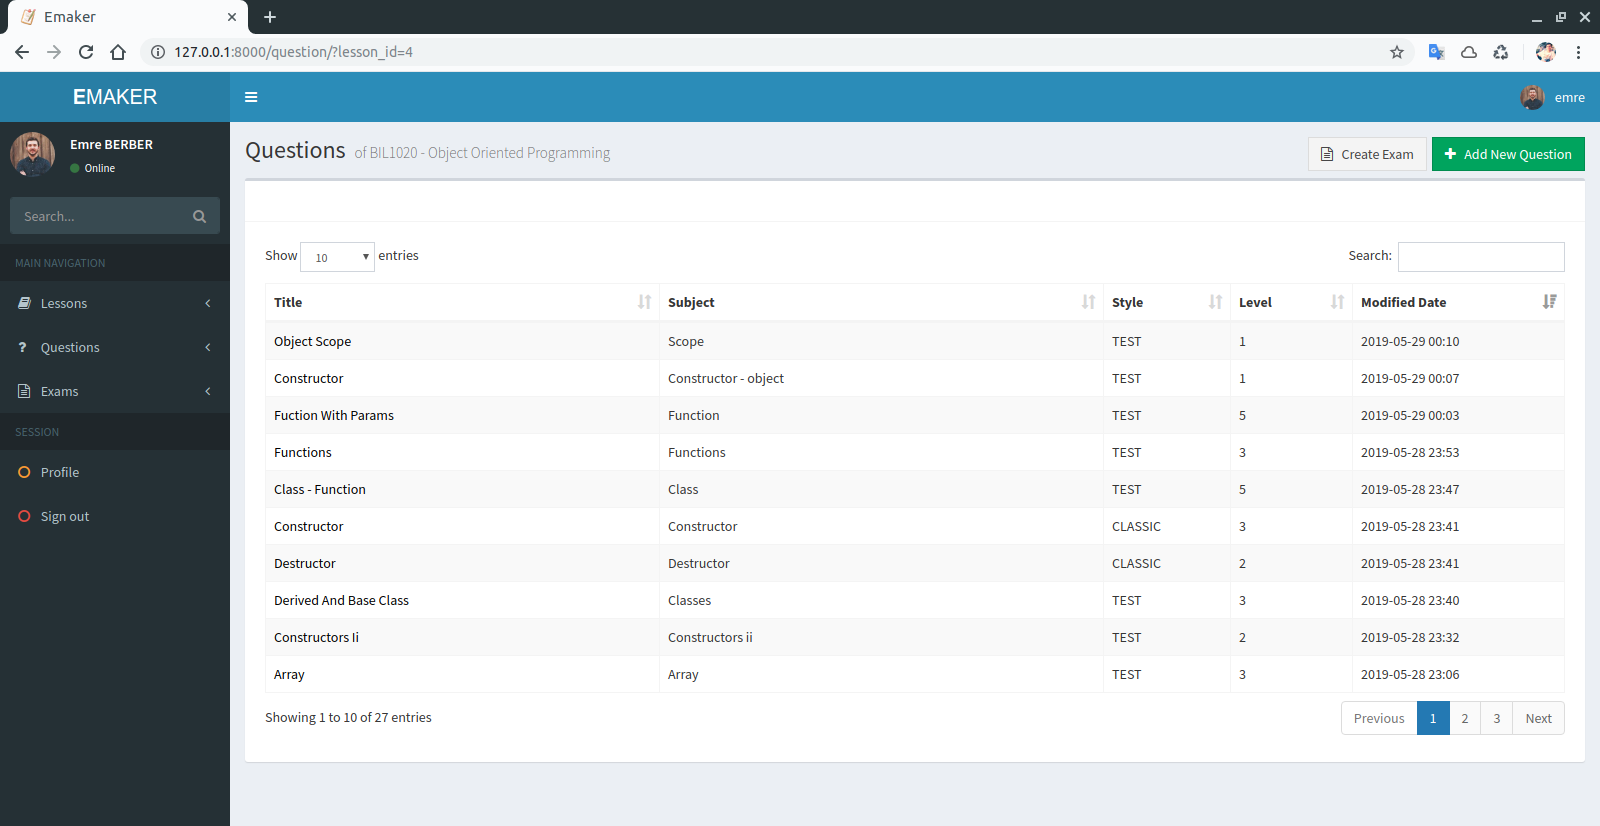 Emaker
127.0.0.1:8000/question/?lesson_id=4
EMAKER
emre
Emre BERBER
Online
Search...
MAIN NAVIGATION
Lessons
Questions
Exams
SESSION
Profile
Sign out
Questions of BIL1020 - Object Oriented Programming
Create Exam
Add New Question
Show 10 entries
Search:
Title Subject Style Level Modified Date
Object Scope Scope TEST 1 2019-05-29 00:10
Constructor Constructor - object TEST 1 2019-05-29 00:07
Fuction With Params Function TEST 5 2019-05-29 00:03
Functions Functions TEST 3 2019-05-28 23:53
Class - Function Class TEST 5 2019-05-28 23:47
Constructor Constructor CLASSIC 3 2019-05-28 23:41
Destructor Destructor CLASSIC 2 2019-05-28 23:41
Derived And Base Class Classes TEST 3 2019-05-28 23:40
Constructors Ii Constructors ii TEST 2 2019-05-28 23:32
Array Array TEST 3 2019-05-28 23:06
Showing 1 to 10 of 27 entries
Previous 1 2 3 Next